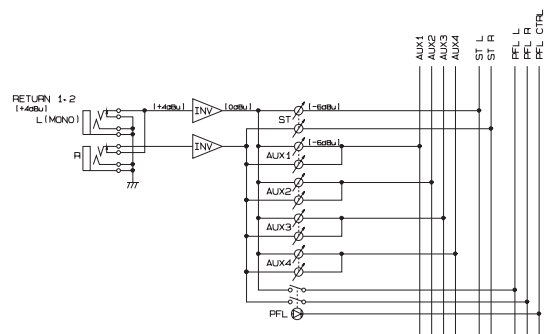 AUX1
AUX2
AUX3
AUX4
ST L
ST R
PFL L
PFL R
PFL CTRL
RETURN 1·2
[+4dBu]
L(MONO)
R
[+4dBu]
INV
[0dBu]
[-6dBu]
ST
INV
[-6dBu]
AUX1
AUX2
AUX3
AUX4
PFL